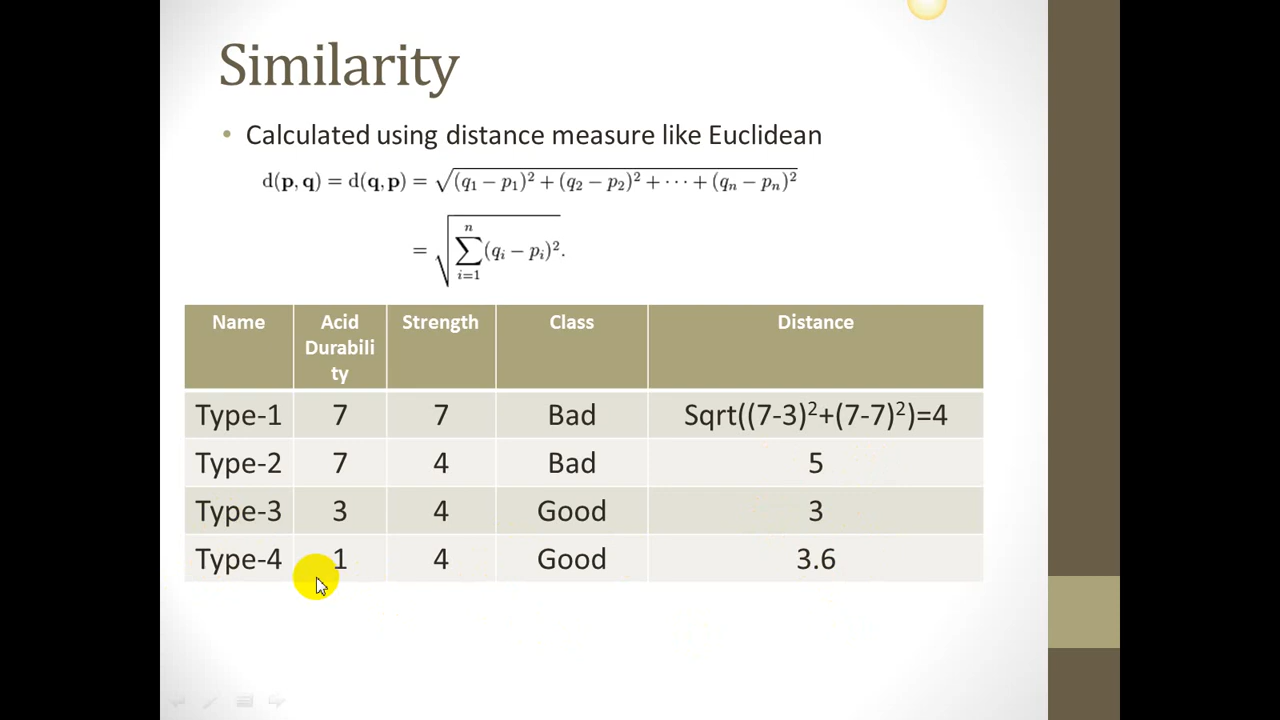 Similarity
• Calculated using distance measure like Euclidean
d(p, q) = d(q, p) = √(q₁ − p₁)² + (q₂ − p₂)² + · · · + (qₙ − pₙ)²
= √∑ⁿᵢ₌₁(qᵢ − pᵢ)².
Name Acid Durabili ty Strength Class Distance
Type-1 7 7 Bad Sqrt((7-3)²+(7-7)²)=4
Type-2 7 4 Bad 5
Type-3 3 4 Good 3
Type-4 1 4 Good 3.6